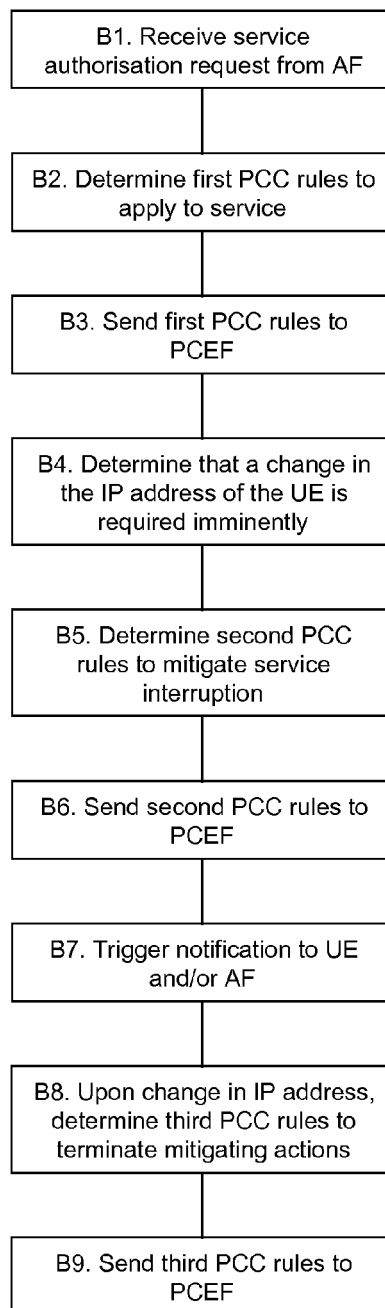 B1. Receive service
authorisation request from AF
B2. Determine first PCC rules to
apply to service
B3. Send first PCC rules to
PCEF
B4. Determine that a change in
the IP address of the UE is
required imminently
B5. Determine second PCC
rules to mitigate service
interruption
B6. Send second PCC rules to
PCEF
B7. Trigger notification to UE
and/or AF
B8. Upon change in IP address,
determine third PCC rules to
terminate mitigating actions
B9. Send third PCC rules to
PCEF